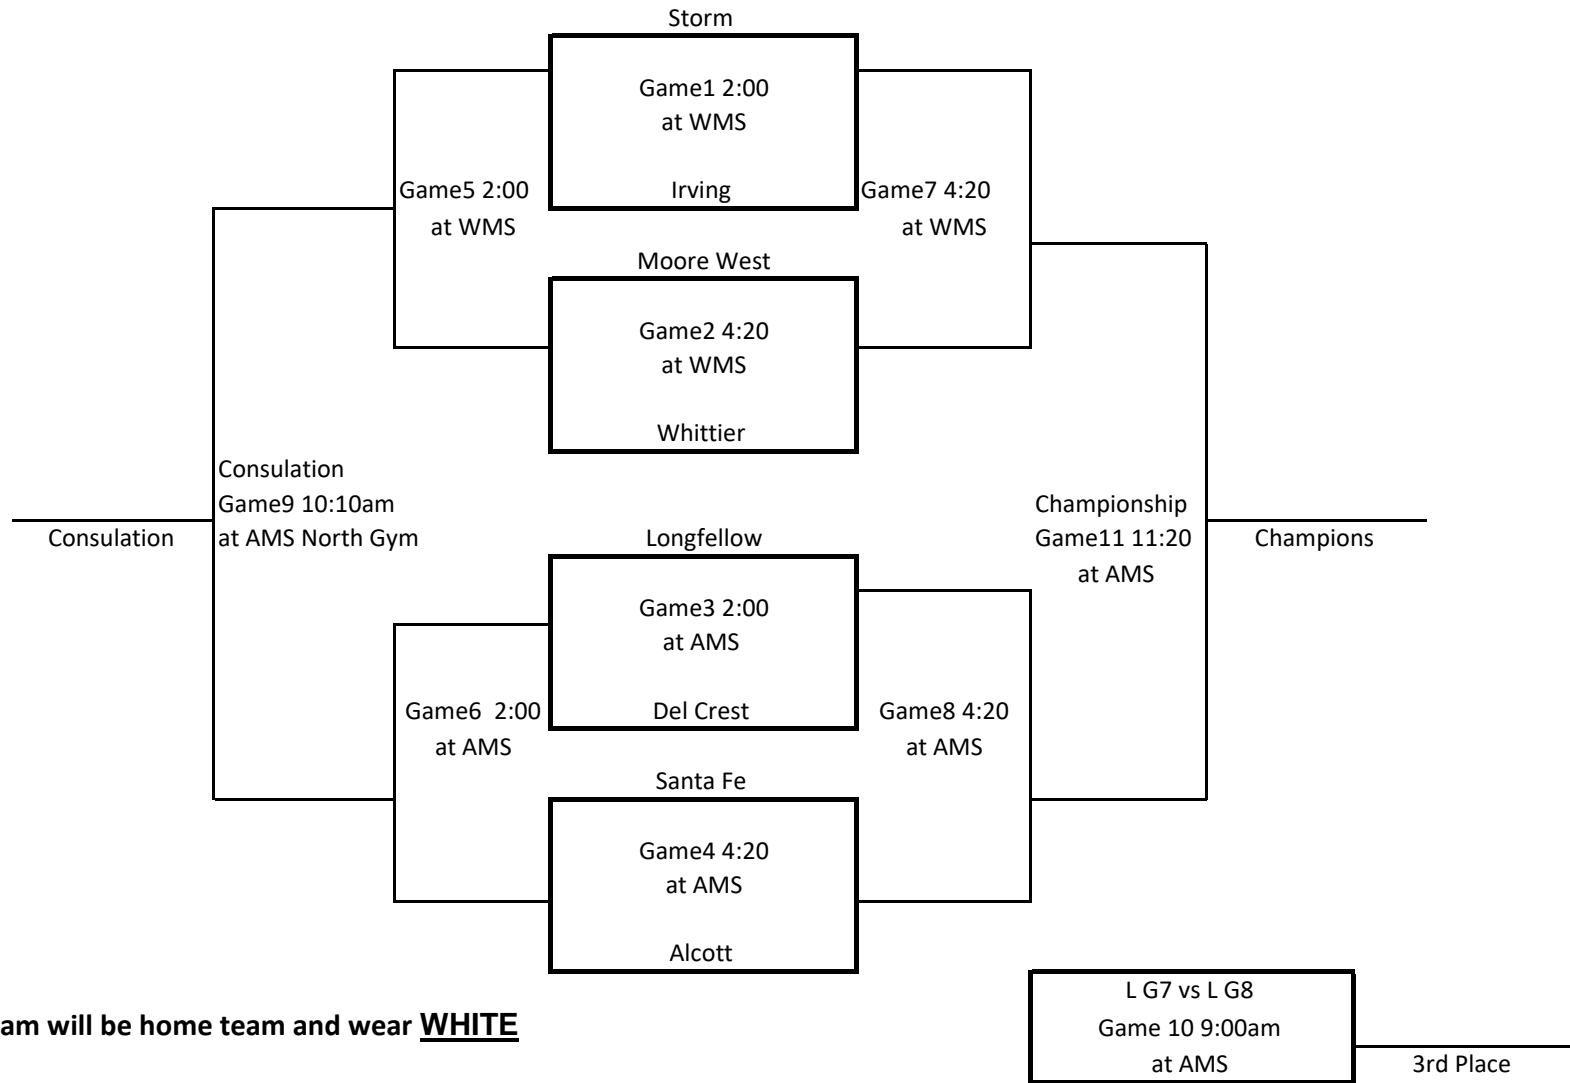 Storm
Game1 2:00
at WMS
Game5 2:00
at WMS
Irving
Game7 4:20
at WMS
Moore West
Game2 4:20
at WMS
Whittier
Consulation
Game9 10:10am
at AMS North Gym
Consulation
Longfellow
Championship
Game11 11:20
at AMS
Champions
Game3 2:00
at AMS
Game6  2:00
at AMS
Del Crest
Game8 4:20
at AMS
Santa Fe
Game4 4:20
at AMS
Alcott
am will be home team and wear WHITE
L G7 vs L G8
Game 10 9:00am
at AMS
3rd Place